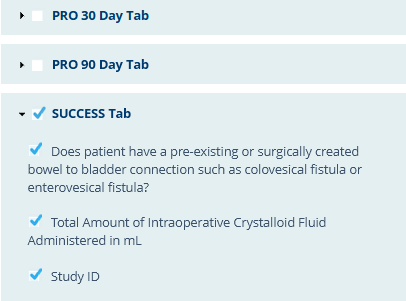 PRO 30 Day Tab
PRO 90 Day Tab
SUCCESS Tab
Does patient have a pre-existing or surgically created
bowel to bladder connection such as colovesical fistula or
enterovesical fistula?
Total Amount of Intraoperative Crystalloid Fluid
Administered in mL
Study ID